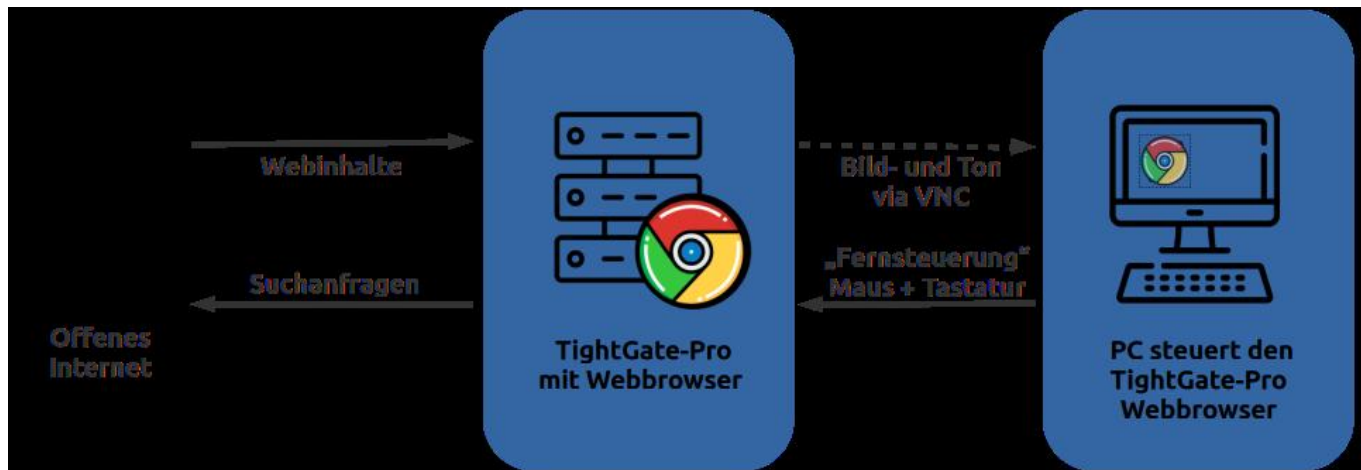 Webinhalte
Suchanfragen
Offenes
Internet
TightGate-Pro
mit Webbrowser
Bild- und Ton
via VNC
„Fernsteuerung“
Maus + Tastatur
PC steuert den
TightGate-Pro
Webbrowser